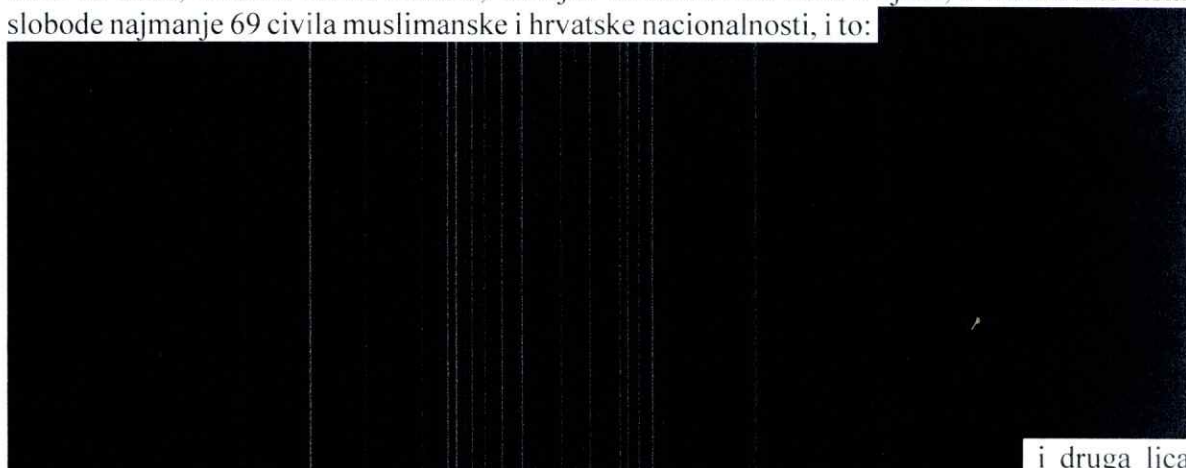 slobode najmanje 69 civila muslimanske i hrvatske nacionalnosti, i to:
i druga lica